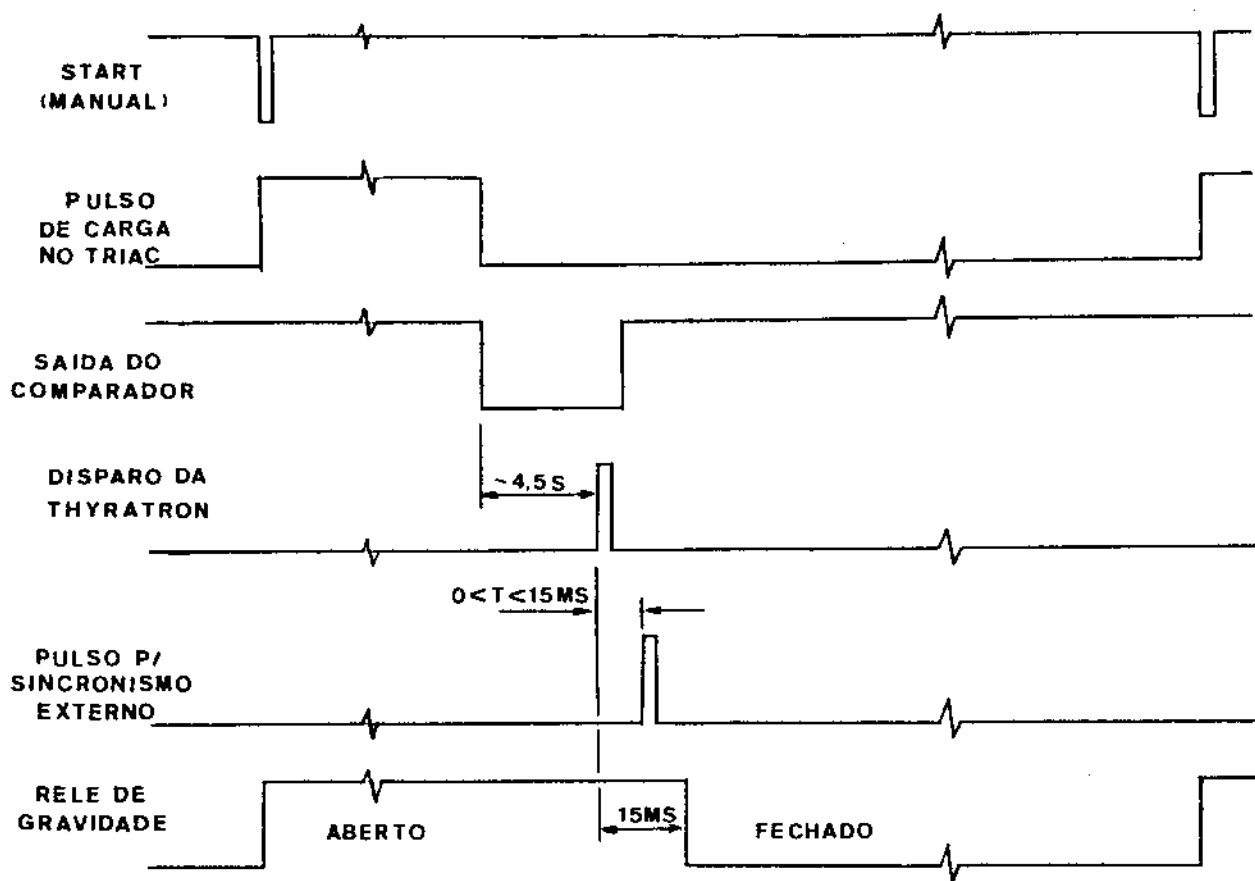 START
(MANUAL)
PULSO
DE CARGA
NO TRIAC
SAIDA DO
COMPARADOR
DISPARO DA
THYRATRON
~4,5 S
0<T<15MS
PULSO P/
SINCRONISMO
EXTERNO
RELE DE
GRAVIDADE
ABERTO
15MS
FECHADO